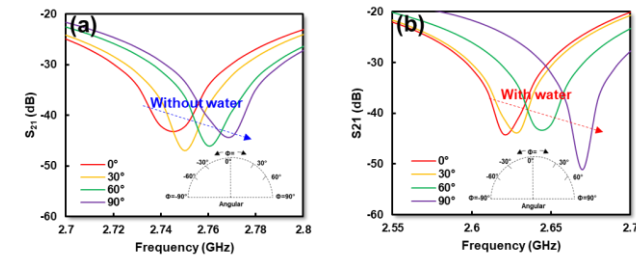 (a)
-20
-30
-40
-50
-60
S21 (dB)
Without water
0°
30°
60°
90°
Φ=
-30°
0°
30°
-60°
60°
Φ=-90°
Φ=90°
Angular
2.7
2.72
2.74
2.76
2.78
2.8
Frequency (GHz)
(b)
-20
-30
-40
-50
-60
S21 (dB)
With water
0°
30°
60°
90°
Φ=
-30°
0°
30°
-60°
60°
Φ=-90°
Φ=90°
Angular
2.55
2.6
2.65
2.7
Frequency (GHz)